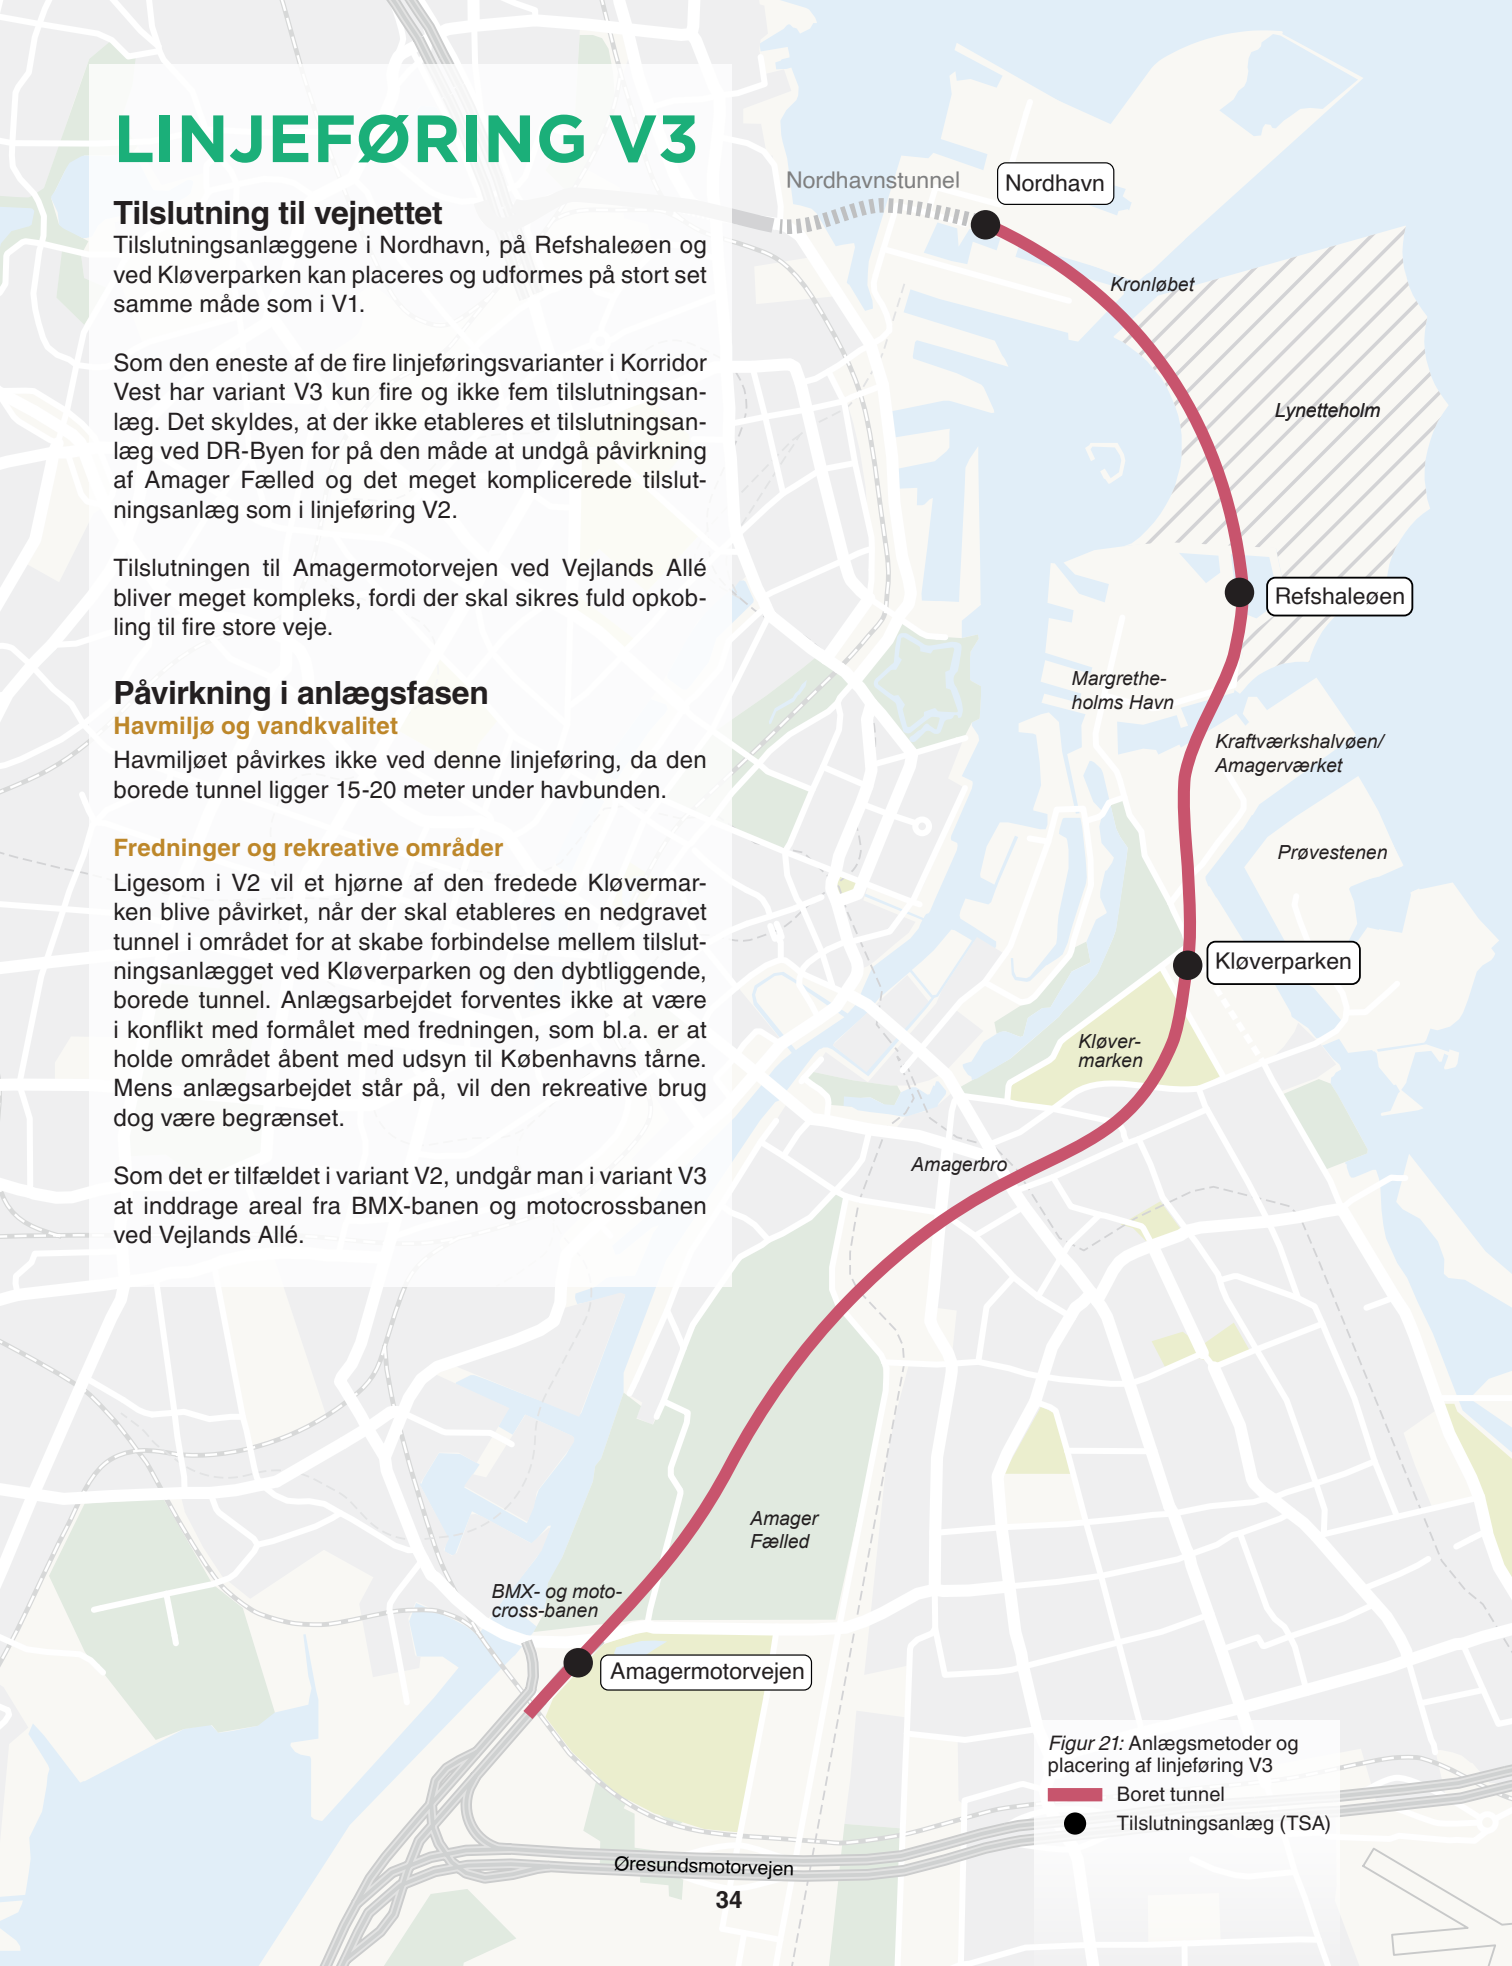 LINJEFØRING V3
Tilslutning til vejnettet
Tilslutningsanlæggene i Nordhavn, på Refshaleøen og
ved Kløverparken kan placeres og udformes på stort set
samme måde som i V1.
Som den eneste af de fire linjeføringsvarianter i Korridor
Vest har variant V3 kun fire og ikke fem tilslutningsan-
læg. Det skyldes, at der ikke etableres et tilslutningsan-
læg ved DR-Byen for på den måde at undgå påvirkning
af Amager Fælled og det meget komplicerede tilslut-
ningsanlæg som i linjeføring V2.
Tilslutningen til Amagermotorvejen ved Vejlands Allé
bliver meget kompleks, fordi der skal sikres fuld opkob-
ling til fire store veje.
Påvirkning i anlægsfasen
Havmiljø og vandkvalitet
Havmiljøet påvirkes ikke ved denne linjeføring, da den
borede tunnel ligger 15-20 meter under havbunden.
Fredninger og rekreative områder
Ligesom i V2 vil et hjørne af den fredede Kløvermar-
ken blive påvirket, når der skal etableres en nedgravet
tunnel i området for at skabe forbindelse mellem tilslut-
ningsanlægget ved Kløverparken og den dybtliggende,
borede tunnel. Anlægsarbejdet forventes ikke at være
i konflikt med formålet med fredningen, som bl.a. er at
holde området åbent med udsyn til Københavns tårne.
Mens anlægsarbejdet står på, vil den rekreative brug
dog være begrænset.
Som det er tilfældet i variant V2, undgår man i variant V3
at inddrage areal fra BMX-banen og motocrossbanen
ved Vejlands Allé.
Nordhavnstunnel
Nordhavn
Kronløbet
Lynetteholm
Refshaleøen
Margrethe-
holms Havn
Kraftværkshalvøen/
Amagerværket
Prøvestenen
Kløverparken
Kløver-
marken
Amagerbro
Amager
Fælled
BMX- og moto-
cross-banen
Amagermotorvejen
Øresundsmotorvejen
Figur 21: Anlægsmetoder og
placering af linjeføring V3
Boret tunnel
Tilslutningsanlæg (TSA)
34